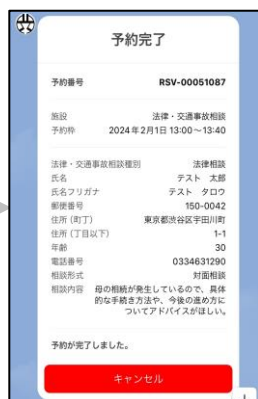 予約完了
予約番号 RSV-00051087
施設 法律・交通事故相談
予約枠 2024年2月1日 13:00～13:40
法律・交通事故相談種別 法律相談
氏名 テスト 太郎
氏名フリガナ テスト タロウ
郵便番号 150-0042
住所 (町丁) 東京都渋谷区宇田川町
住所 (丁目以下) 1-1
年齢 30
電話番号 0334631290
相談形式 対面相談
相談内容 母の相続が発生しているので、具体
的な手続き方法や、今後の進め方に
ついてアドバイスがほしい。
予約が完了しました。
キャンセル